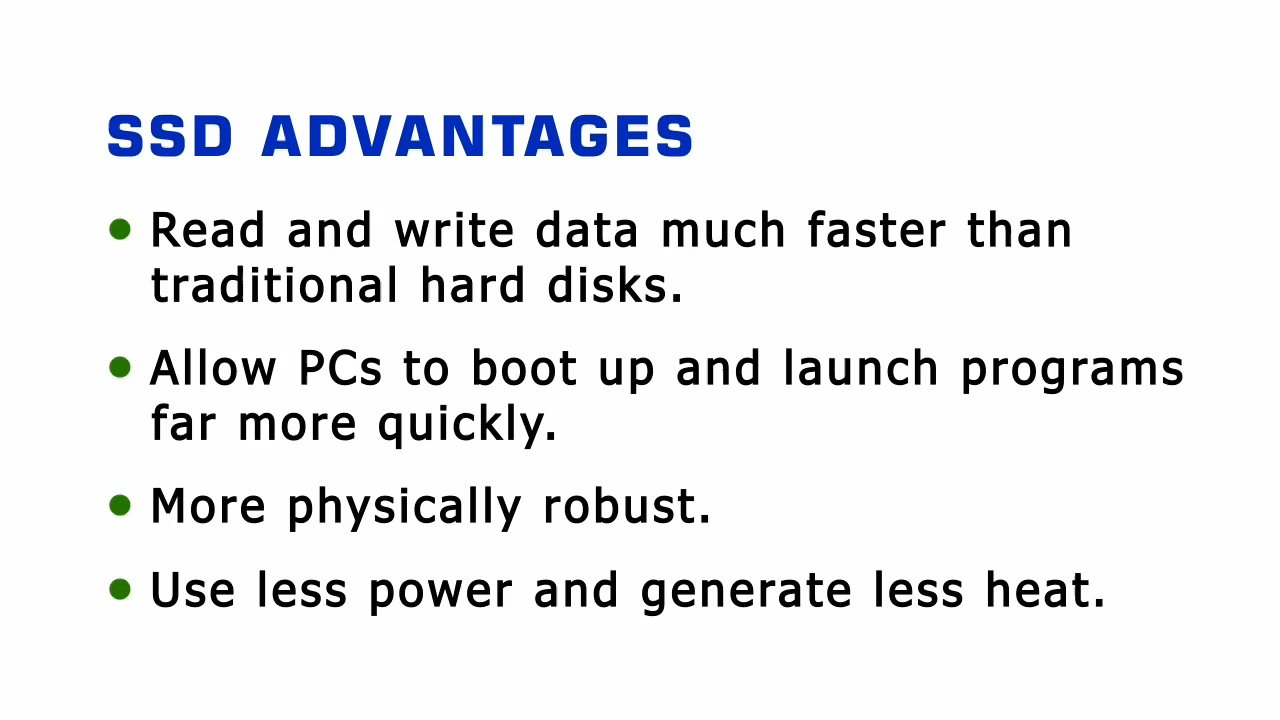 SSD ADVANTAGES
• Read and write data much faster than
traditional hard disks.
• Allow PCs to boot up and launch programs
far more quickly.
• More physically robust.
• Use less power and generate less heat.